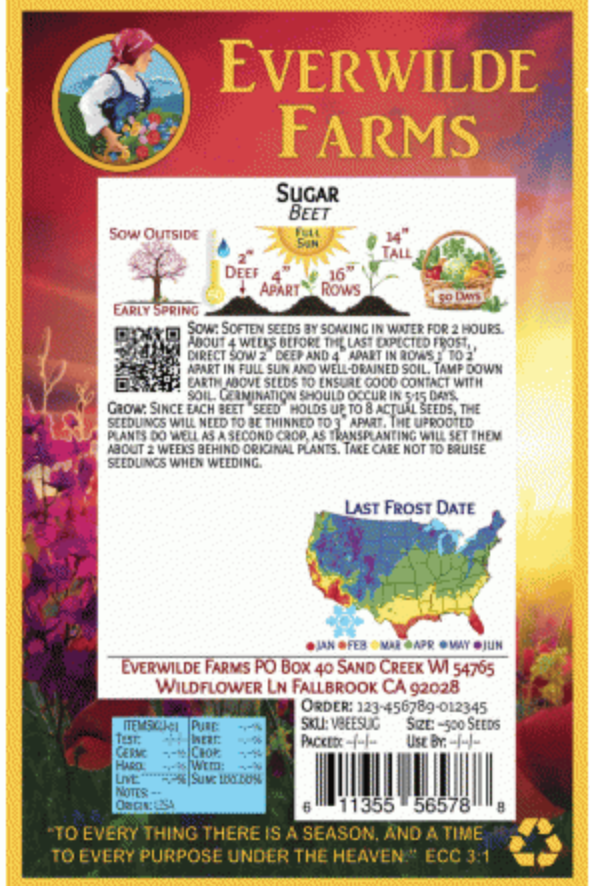 EVERWILDE
FARMS
SUGAR
BEET
SOW OUTSIDE
EARLY SPRING
2"
DEEP
4"
APART
FULL
SUN
16"
ROWS
14"
TALL
90 DAYS
SOW: SOFTEN SEEDS BY SOAKING IN WATER FOR 2 HOURS.
ABOUT 4 WEEKS BEFORE THE LAST EXPECTED FROST,
DIRECT SOW 2" DEEP AND 4" APART IN ROWS 1' TO 2'
APART IN FULL SUN AND WELL-DRAINED SOIL. TAMP DOWN
EARTH ABOVE SEEDS TO ENSURE GOOD CONTACT WITH
SOIL. GERMINATION SHOULD OCCUR IN 5-15 DAYS.
GROW: SINCE EACH BEET "SEED" HOLDS UP TO 8 ACTUAL SEEDS, THE
SEEDLINGS WILL NEED TO BE THINNED TO 3" APART. THE UPROOTED
PLANTS DO WELL AS A SECOND CROP, AS TRANSPLANTING WILL SET THEM
ABOUT 2 WEEKS BEHIND ORIGINAL PLANTS. TAKE CARE NOT TO BRUISE
SEEDLINGS WHEN WEEDING.
LAST FROST DATE
JAN FEB MAR APR MAY JUN
EVERWILDE FARMS PO BOX 40 SAND CREEK WI 54765
WILDFLOWER LN FALLBROOK CA 92028
ORDER: 123-456789-012345
SKU: VBEESUG SIZE: ~500 SEEDS
PACKED: --/--/-- USE BY: --/--/--
ITEMSKU-01 PURE: --.--%
TEST: --/--/-- INERT: --.--%
GERM: --.--% CROP: --.--%
HARD: --.--% WEED: --.--%
LIVE: --.--% SUM: 100.00%
NOTES: --
ORIGIN: USA
6 11355 56578 8
"TO EVERY THING THERE IS A SEASON, AND A TIME
TO EVERY PURPOSE UNDER THE HEAVEN." ECC 3:1